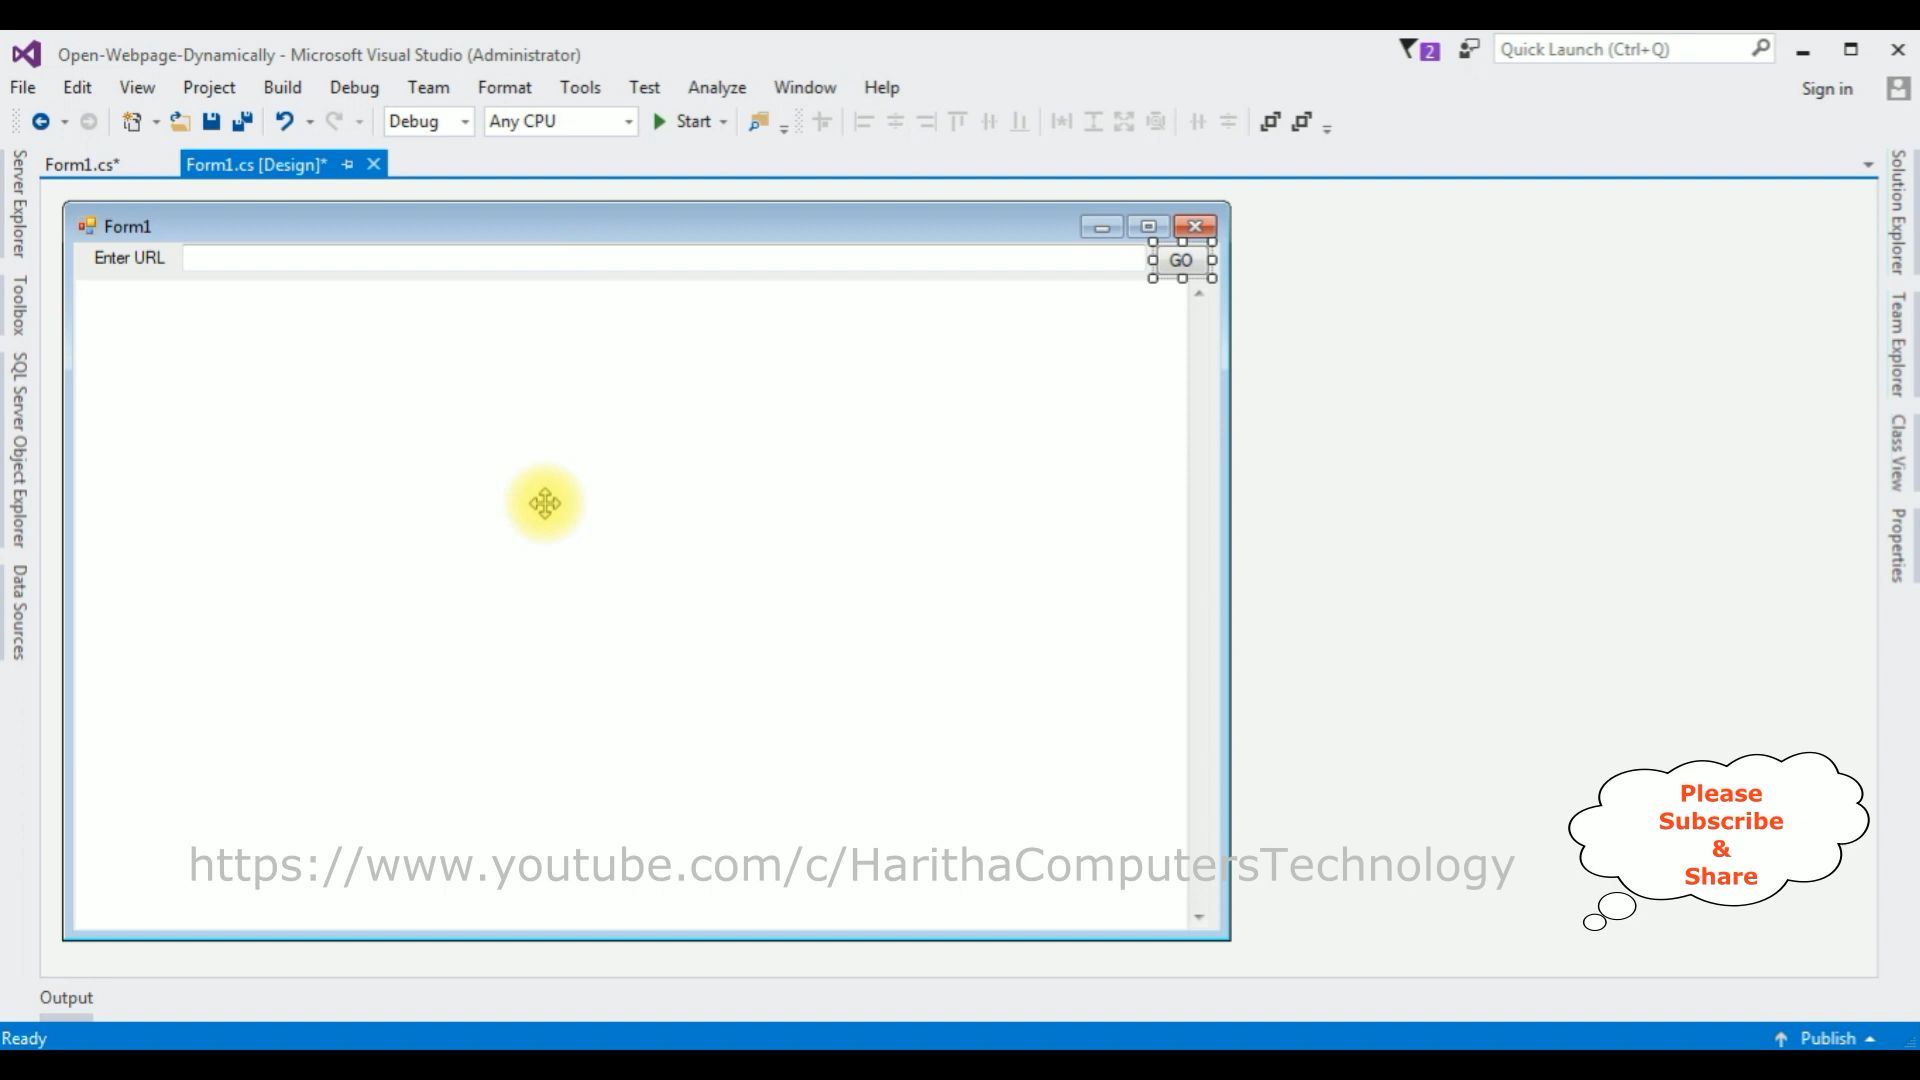 Open-Webpage-Dynamically - Microsoft Visual Studio (Administrator)
2
Quick Launch (Ctrl+Q)
File Edit View Project Build Debug Team Format Tools Test Analyze Window Help
Sign in
Debug
Any CPU
Start
Form1.cs*
Form1.cs [Design]*
Server Explorer
Toolbox
SQL Server Object Explorer
Data Sources
Form1
Enter URL
GO
Solution Explorer
Team Explorer
Class View
Properties
https://www.youtube.com/c/HarithaComputersTechnology
Please
Subscribe
&
Share
Output
Ready
Publish